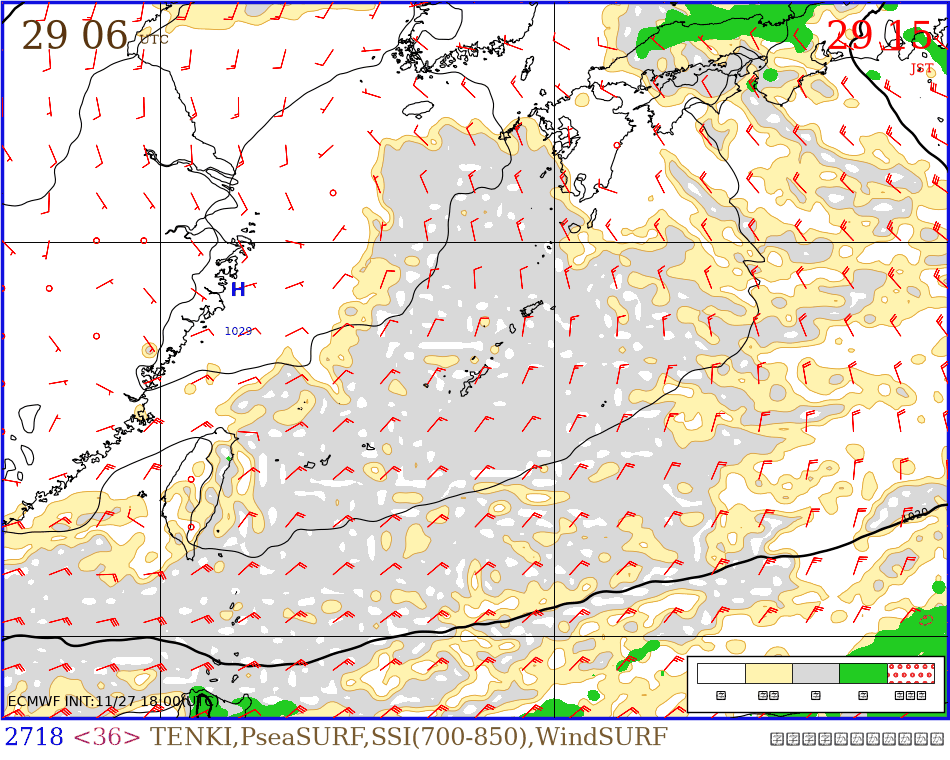 29 06 UTC
29 15
JST
H
1029
1020
ECMWF INIT:11/27 18:00(UTC)
2718 <36> TENKI,PseaSURF,SSI(700-850),WindSURF